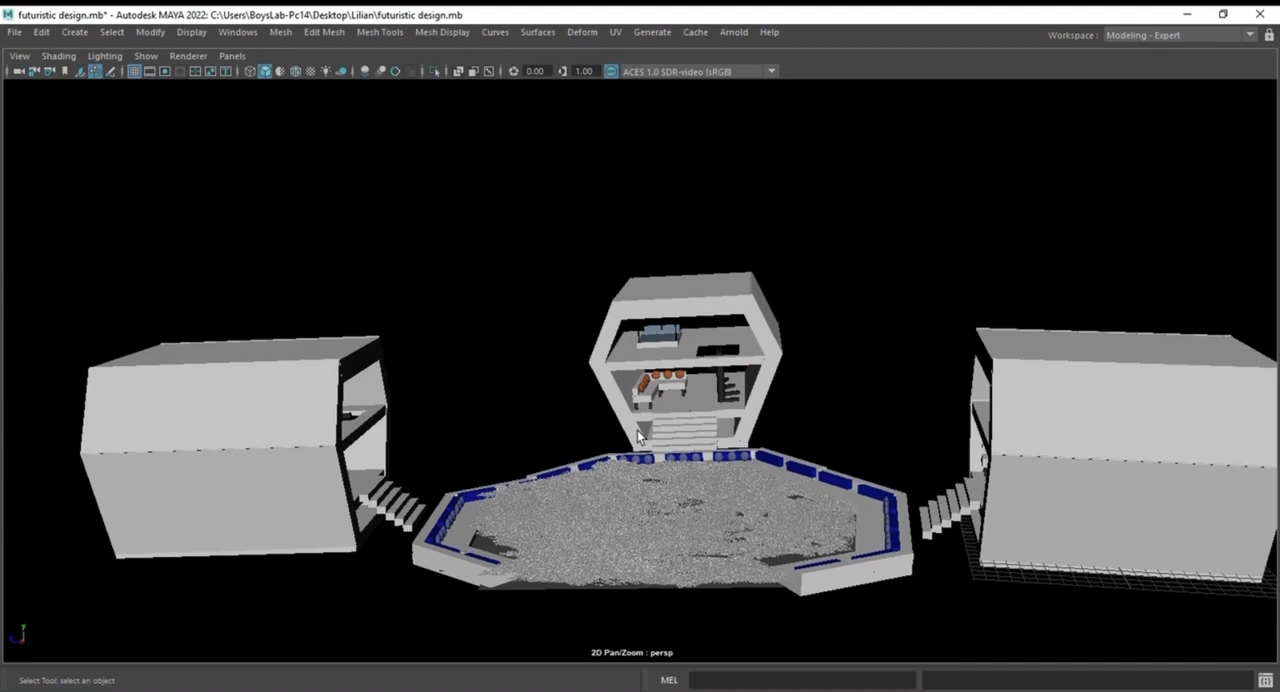 futuristic design.mb* - Autodesk MAYA 2022: C:\Users\BoysLab-Pc14\Desktop\Lilian\futuristic design.mb
File Edit Create Select Modify Display Windows Mesh Edit Mesh Mesh Tools Mesh Display Curves Surfaces Deform UV Generate Cache Arnold Help Workspace : Modeling - Expert
View Shading Lighting Show Renderer Panels
0.00 1.00 ACES 1.0 SDR-video (sRGB)
y
2D Pan/Zoom : persp
Select Tool: select an object MEL